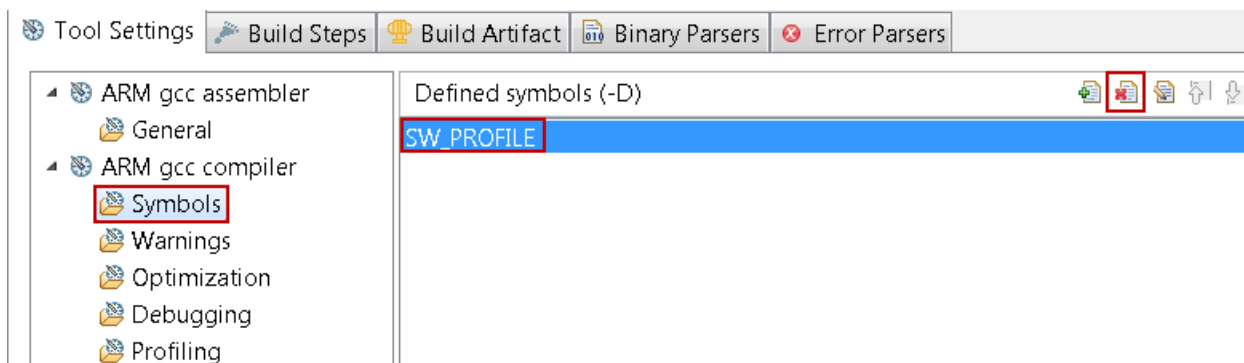 Tool Settings Build Steps Build Artifact Binary Parsers Error Parsers
ARM gcc assembler
General
ARM gcc compiler
Symbols
Warnings
Optimization
Debugging
Profiling
Defined symbols (-D)
SW_PROFILE